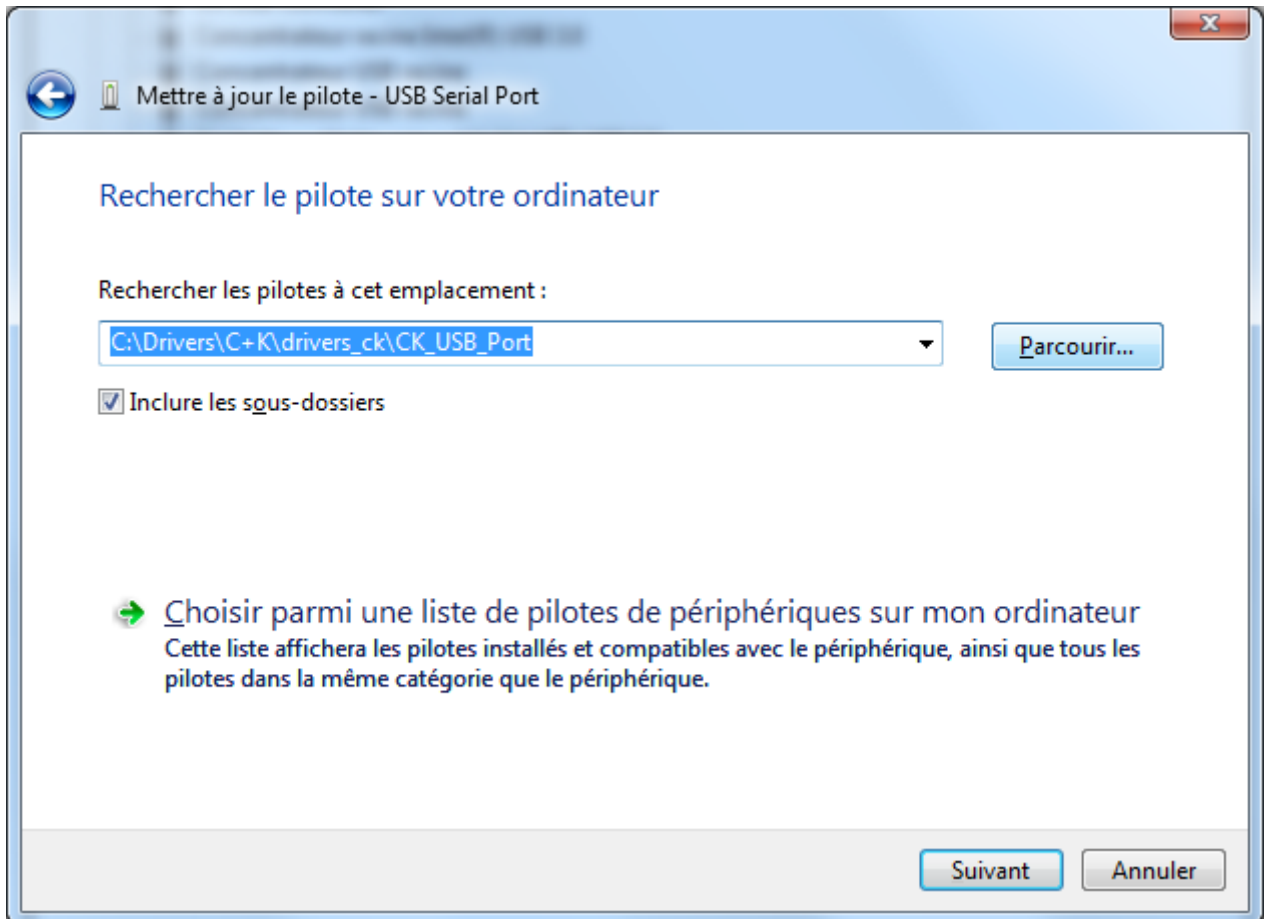 Concentrateur USB racine
Mettre à jour le pilote - USB Serial Port
Rechercher le pilote sur votre ordinateur
Rechercher les pilotes à cet emplacement :
C:\Drivers\C+K\drivers_ck\CK_USB_Port
Parcourir...
Inclure les sous-dossiers
Choisir parmi une liste de pilotes de périphériques sur mon ordinateur
Cette liste affichera les pilotes installés et compatibles avec le périphérique, ainsi que tous les
pilotes dans la même catégorie que le périphérique.
Suivant
Annuler